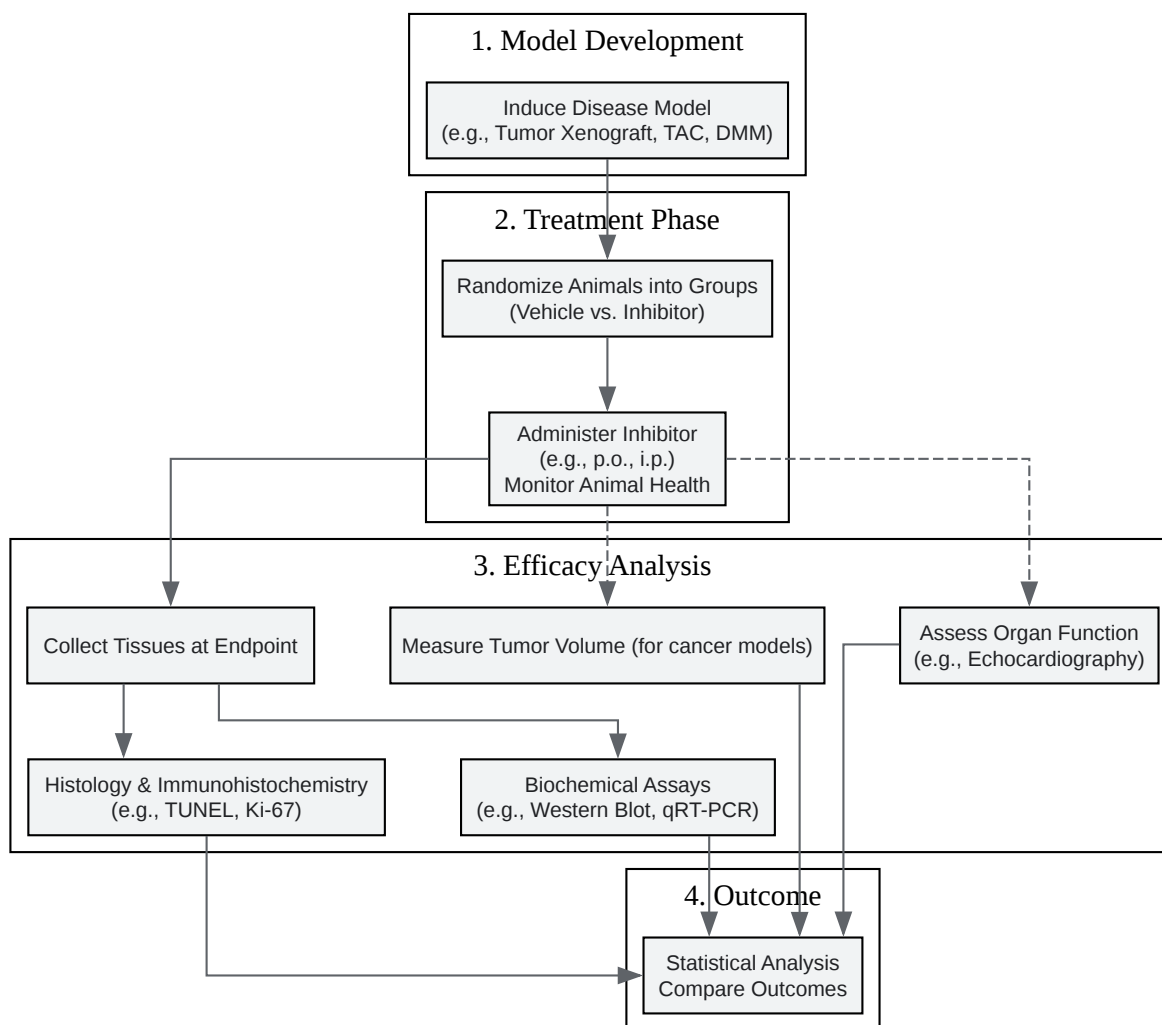 1. Model Development
Induce Disease Model
(e.g., Tumor Xenograft, TAC, DMM)
2. Treatment Phase
Randomize Animals into Groups
(Vehicle vs. Inhibitor)
Administer Inhibitor
(e.g., p.o., i.p.)
Monitor Animal Health
3. Efficacy Analysis
Collect Tissues at Endpoint
Measure Tumor Volume (for cancer models)
Assess Organ Function
(e.g., Echocardiography)
Histology & Immunohistochemistry
(e.g., TUNEL, Ki-67)
Biochemical Assays
(e.g., Western Blot, qRT-PCR)
4. Outcome
Statistical Analysis
Compare Outcomes